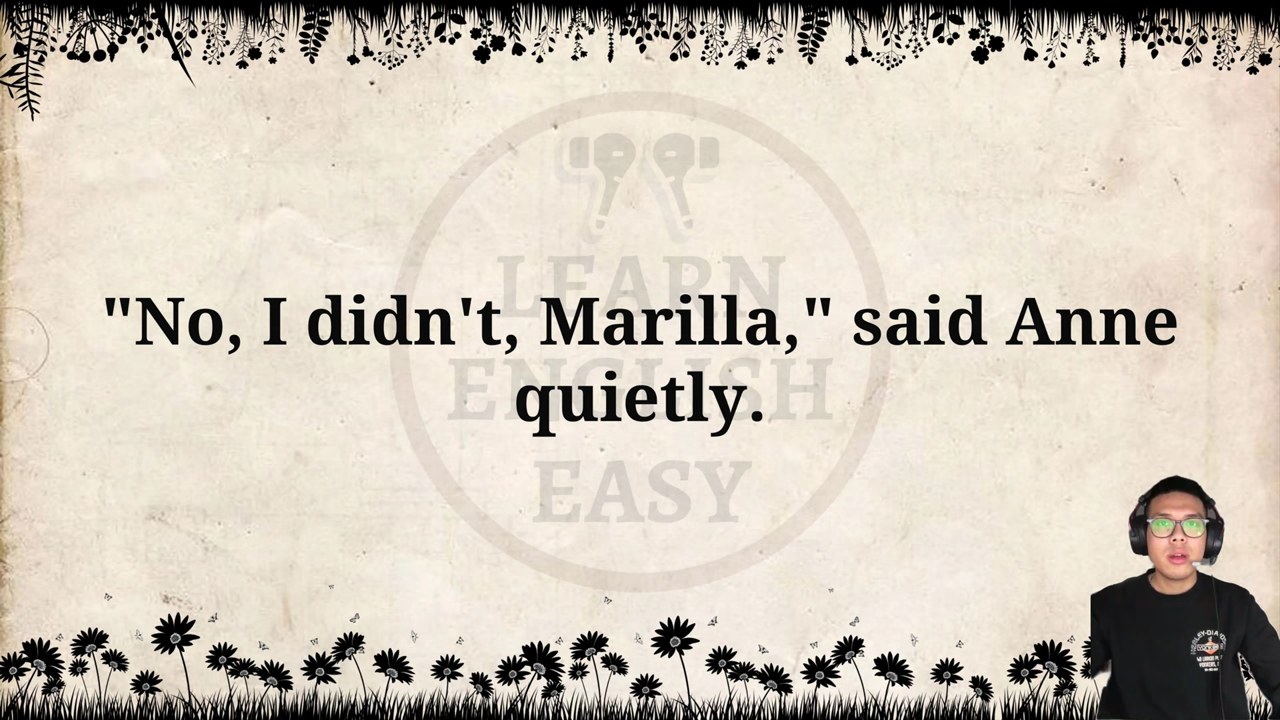 "No, I didn't, Marilla," said Anne
quietly.
LEARN
ENGLISH
EASY